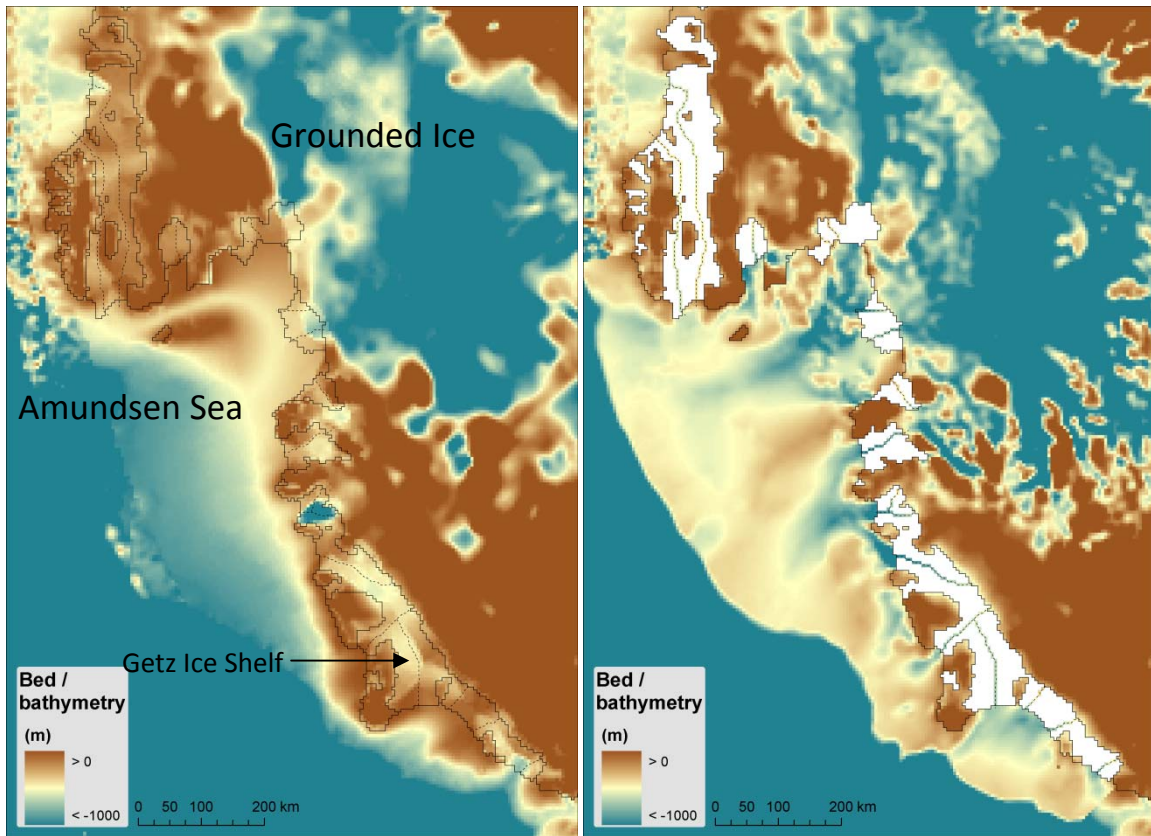 Grounded Ice
Amundsen Sea
Getz Ice Shelf
Bed /
bathymetry
(m)
> 0
< -1000
0 50 100 200 km
Bed /
bathymetry
(m)
> 0
< -1000
0 50 100 200 km